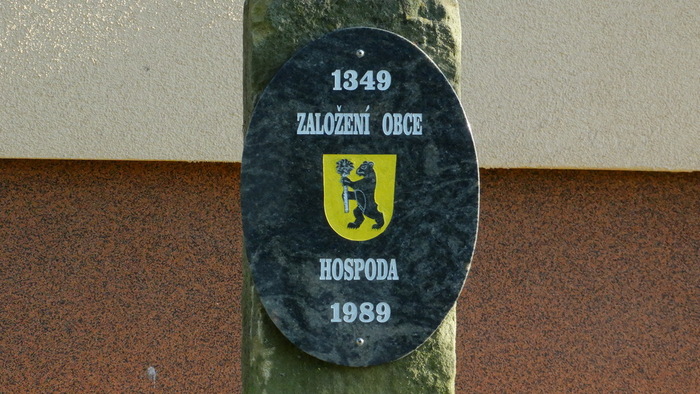 1349
ZALOŽENÍ OBCE
HOSPODA
1989